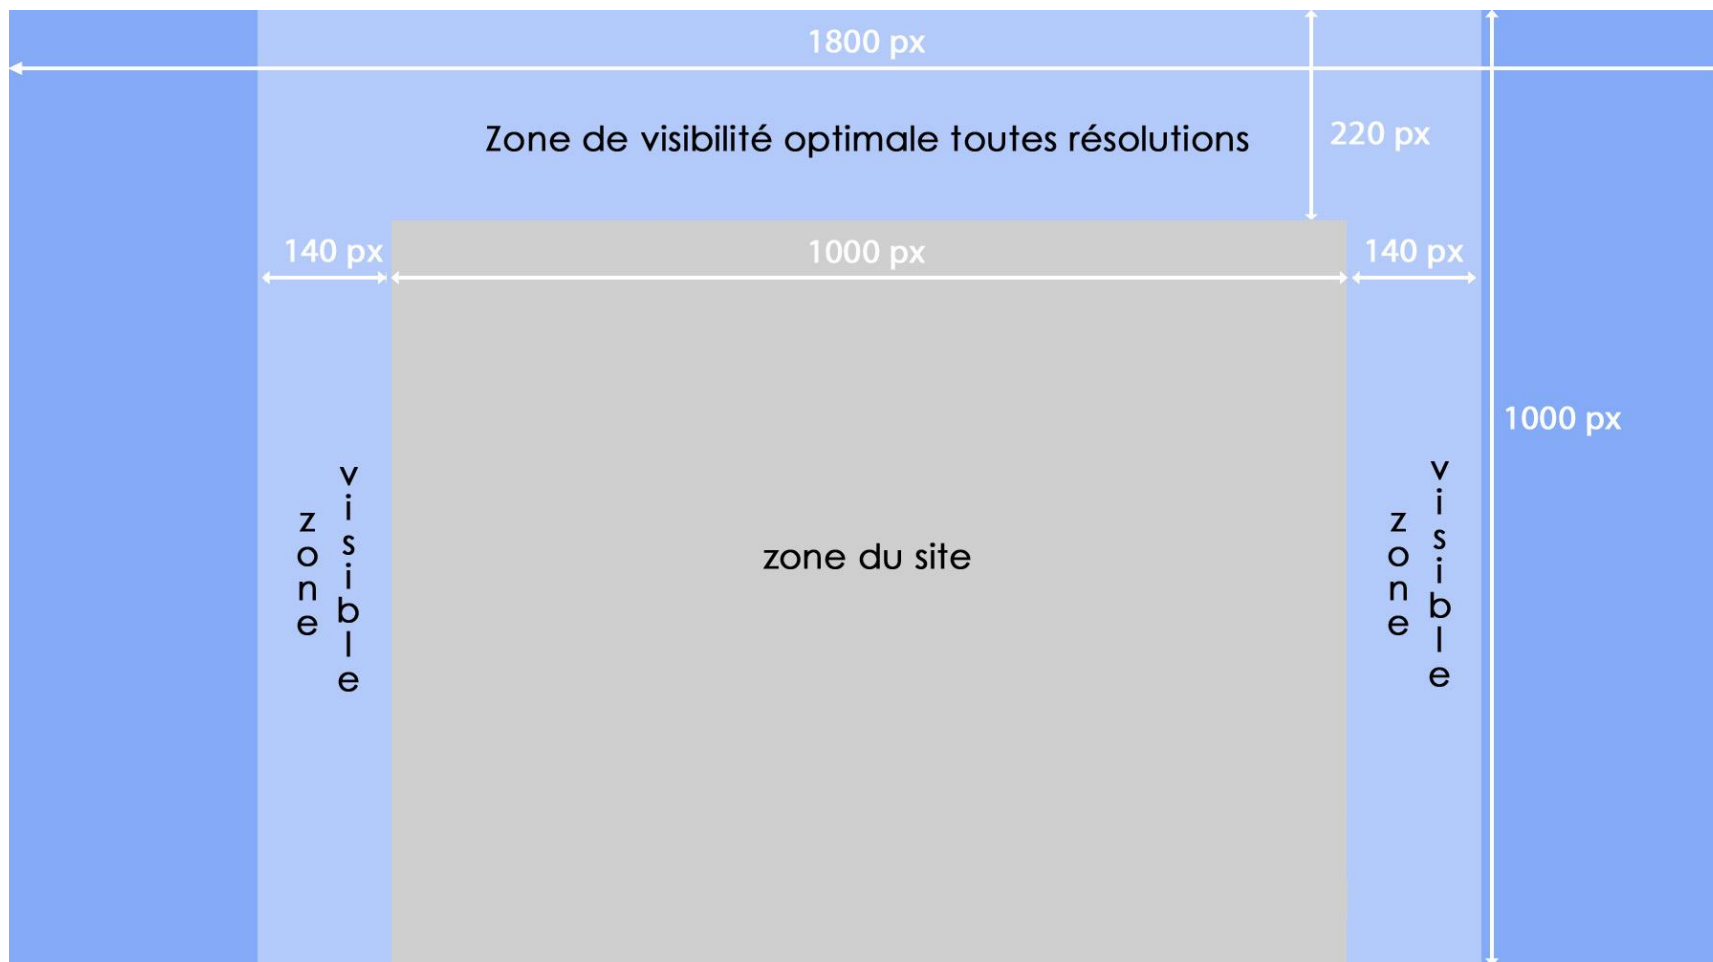 1800 px
Zone de visibilité optimale toutes résolutions
220 px
140 px
1000 px
140 px
1000 px
zone
visible
zone du site
zone
visible